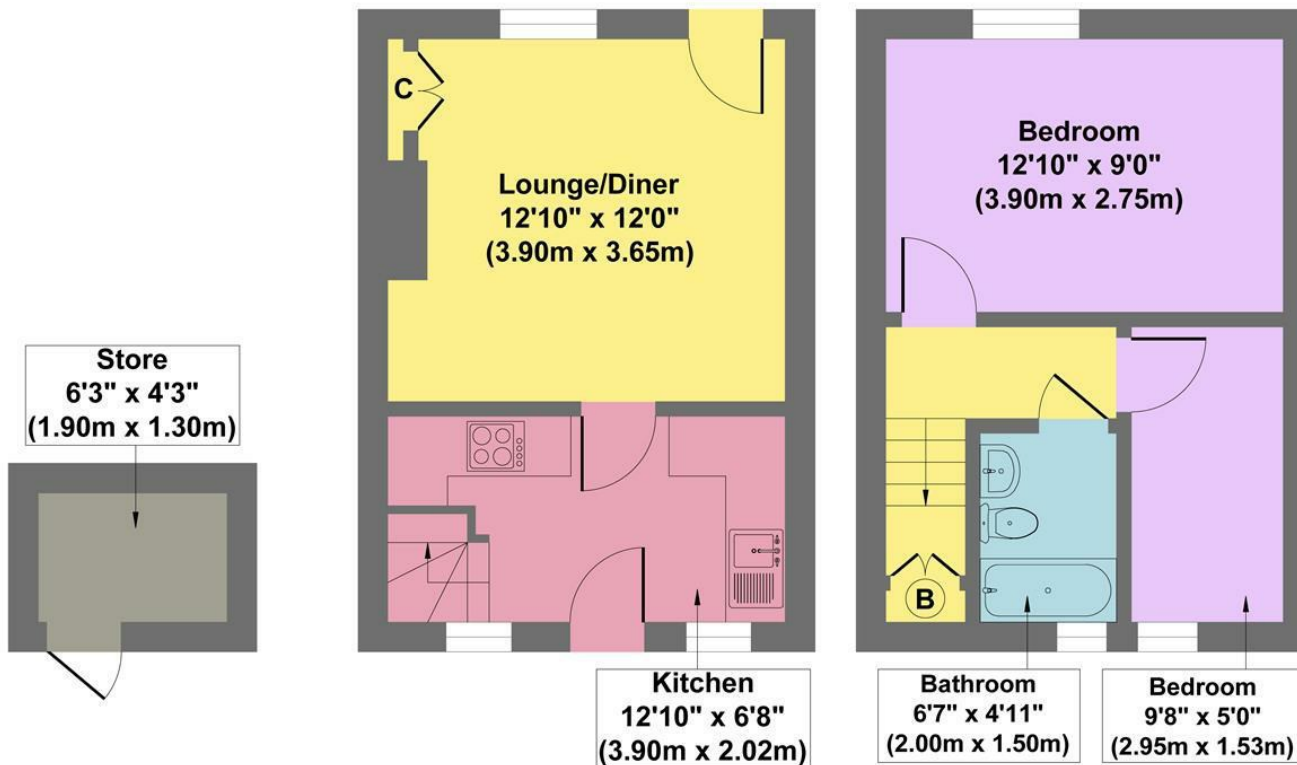 C
Lounge/Diner
12'10" x 12'0"
(3.90m x 3.65m)
Bedroom
12'10" x 9'0"
(3.90m x 2.75m)
Store
6'3" x 4'3"
(1.90m x 1.30m)
B
Kitchen
12'10" x 6'8"
(3.90m x 2.02m)
Bathroom
6'7" x 4'11"
(2.00m x 1.50m)
Bedroom
9'8" x 5'0"
(2.95m x 1.53m)